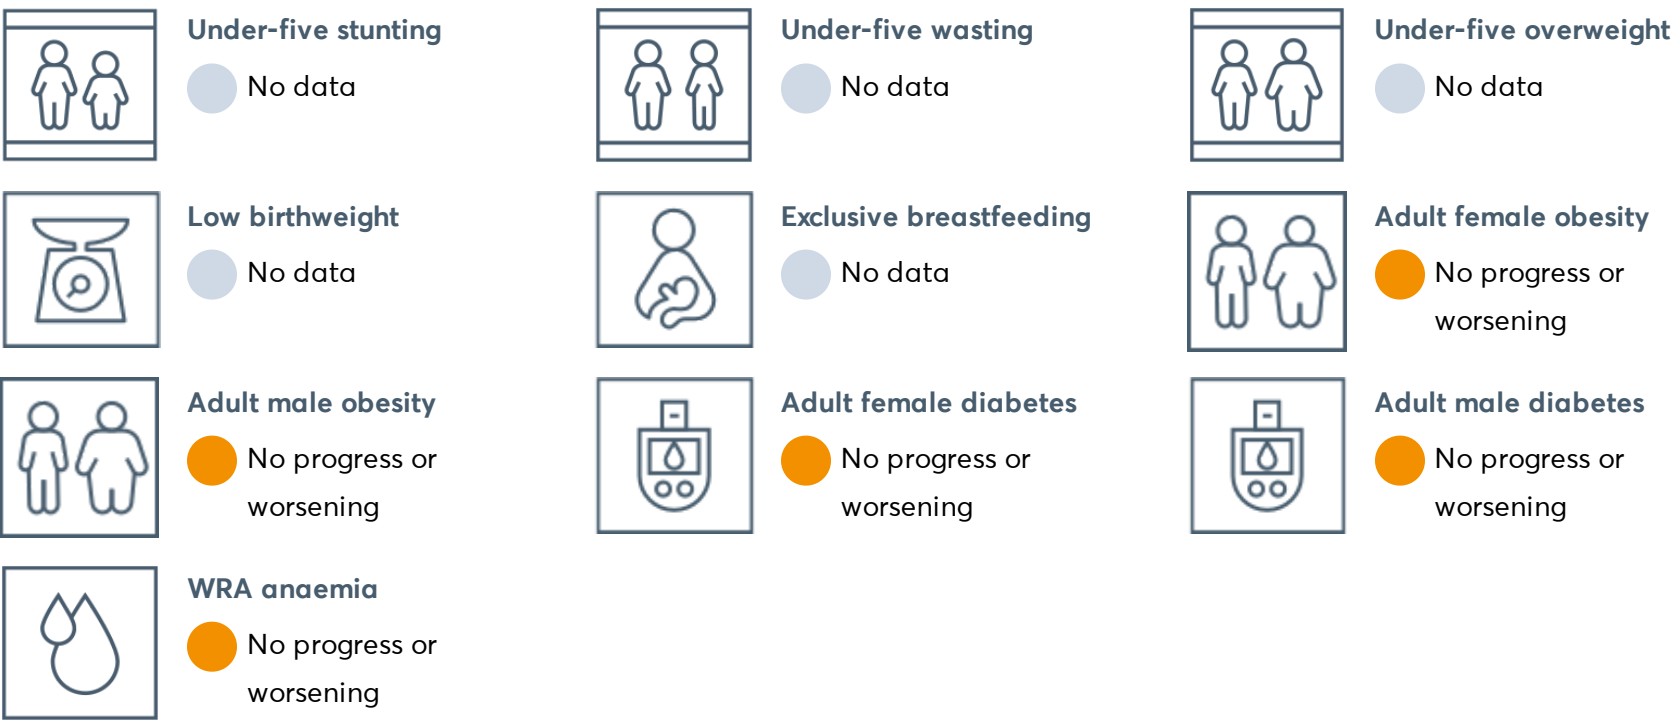 Under-five stunting
No data
Under-five wasting
No data
Under-five overweight
No data
Low birthweight
No data
Exclusive breastfeeding
No data
Adult female obesity
No progress or
worsening
Adult male obesity
No progress or
worsening
Adult female diabetes
No progress or
worsening
Adult male diabetes
No progress or
worsening
WRA anaemia
No progress or
worsening